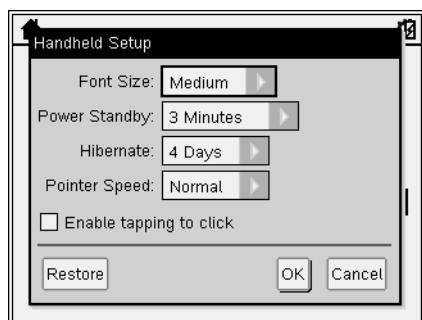 Handheld Setup
Font Size: Medium
Power Standby: 3 Minutes
Hibernate: 4 Days
Pointer Speed: Normal
Enable tapping to click
Restore OK Cancel